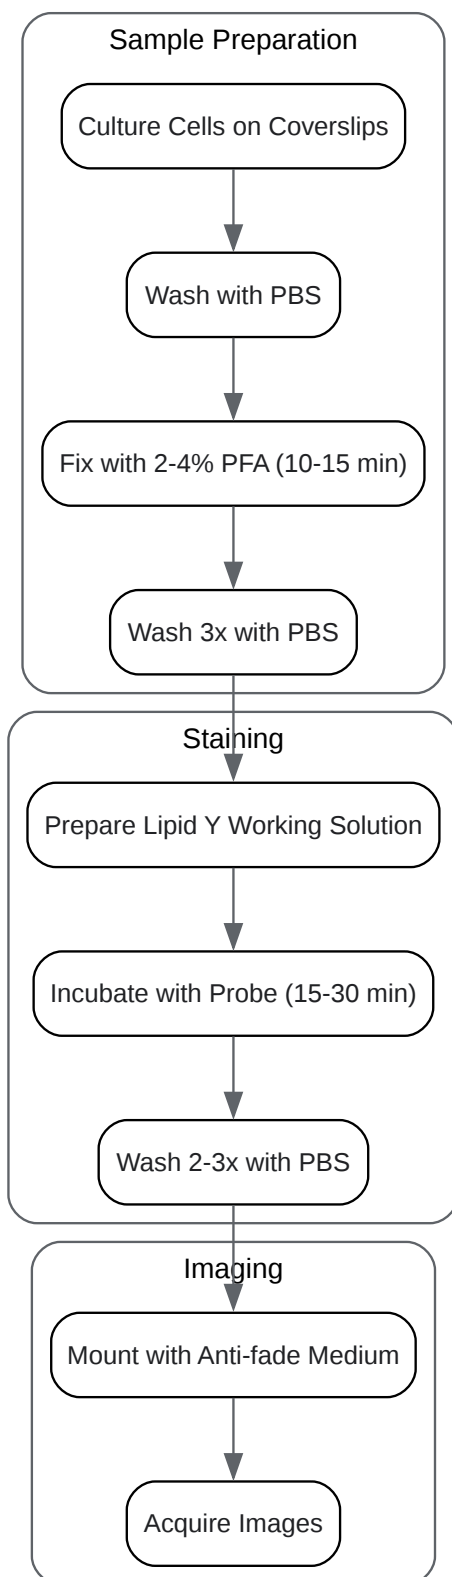 Sample Preparation
Culture Cells on Coverslips
Wash with PBS
Fix with 2-4% PFA (10-15 min)
Wash 3x with PBS
Staining
Prepare Lipid Y Working Solution
Incubate with Probe (15-30 min)
Wash 2-3x with PBS
Imaging
Mount with Anti-fade Medium
Acquire Images